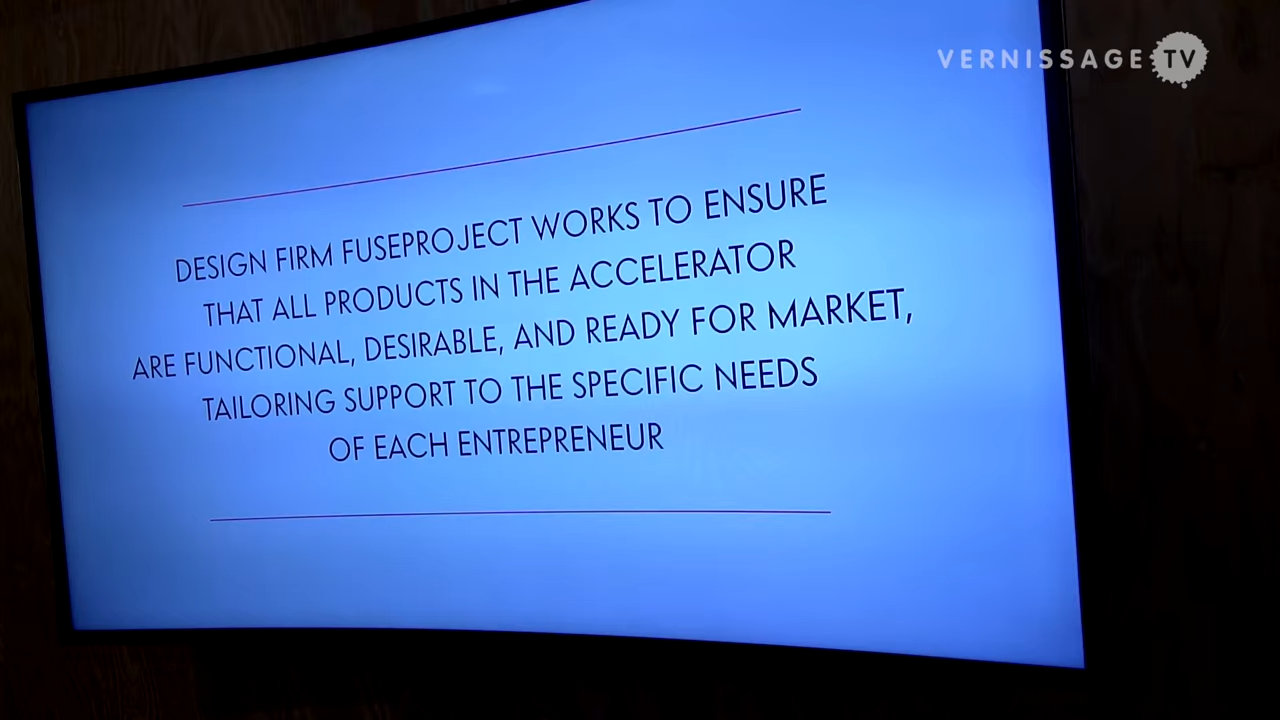 VERNISSAGE TV
DESIGN FIRM FUSEPROJECT WORKS TO ENSURE
THAT ALL PRODUCTS IN THE ACCELERATOR
ARE FUNCTIONAL, DESIRABLE, AND READY FOR MARKET,
TAILORING SUPPORT TO THE SPECIFIC NEEDS
OF EACH ENTREPRENEUR